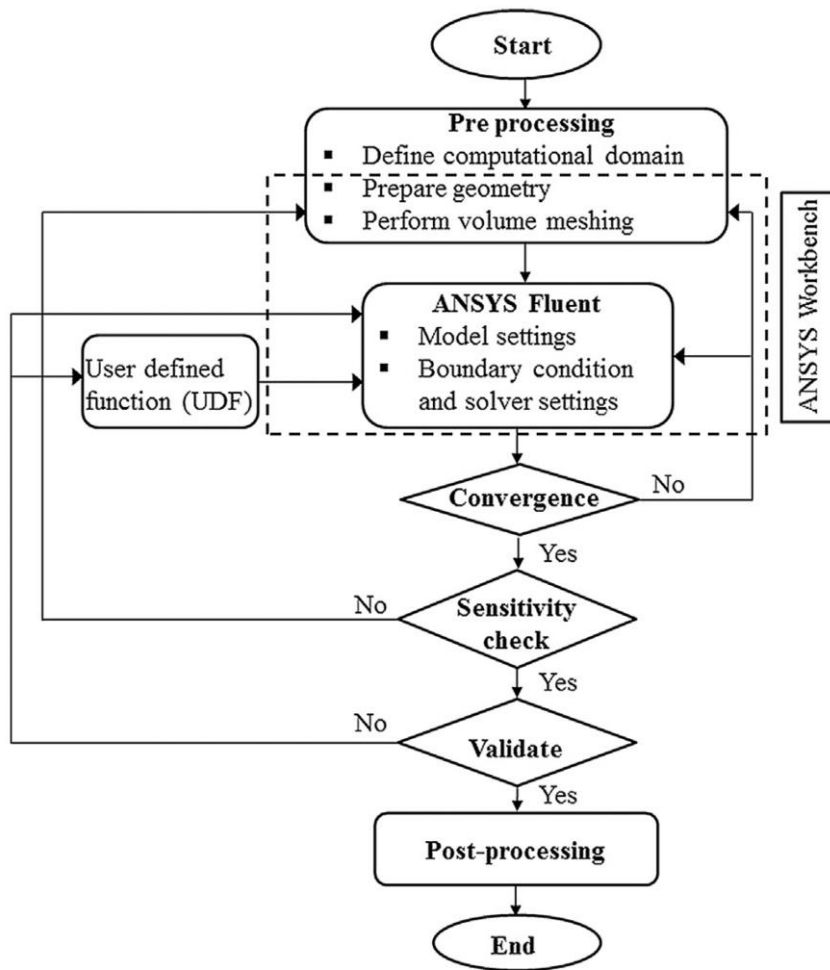 Start
Pre processing
▪ Define computational domain
▪ Prepare geometry
▪ Perform volume meshing
ANSYS Workbench
ANSYS Fluent
▪ Model settings
▪ Boundary condition
and solver settings
User defined
function (UDF)
Convergence
No
Yes
No
Sensitivity
check
Yes
No
Validate
Yes
Post-processing
End